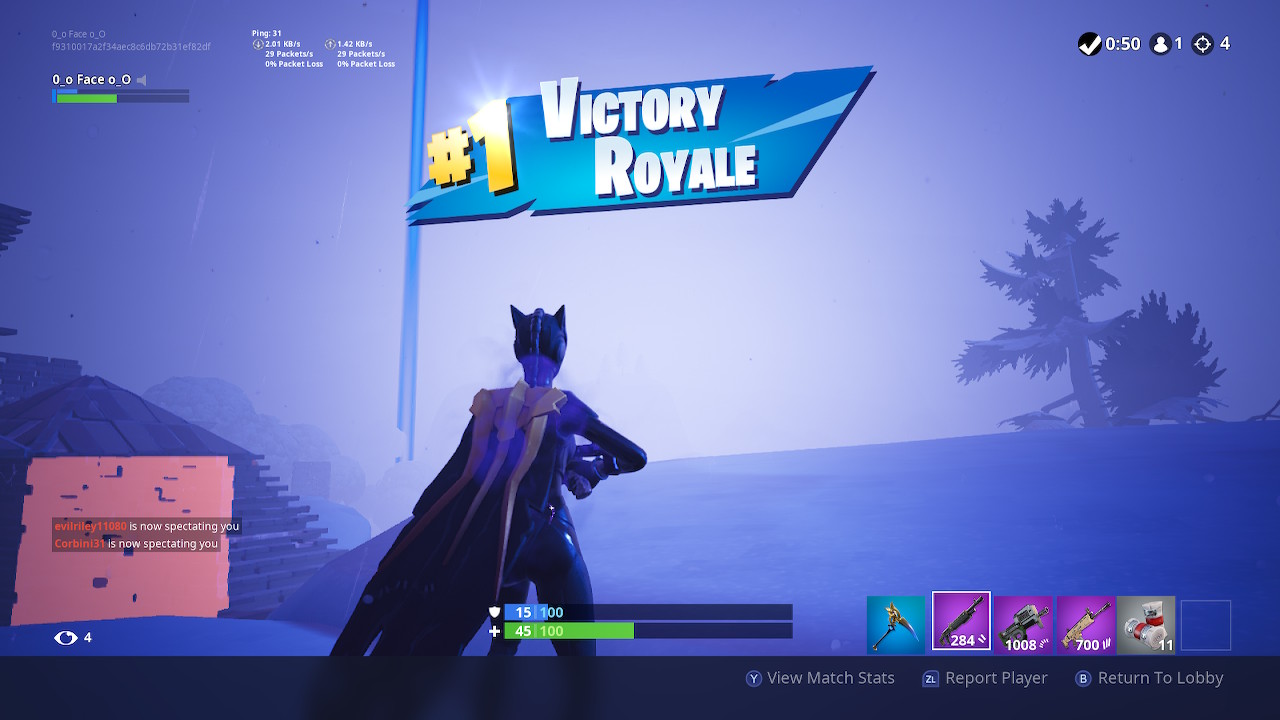 0_o Face o_O
f9310017a2f34aec8c6db72b31ef82df
0_o Face o_O
Ping: 31
2.01 KB/s 1.42 KB/s
29 Packets/s 29 Packets/s
0% Packet Loss 0% Packet Loss
0:50 1 4
#1 VICTORY
ROYALE
evilriley11080 is now spectating you
Corbini31 is now spectating you
4
15 100
45 100
284 1008 700 11
Y View Match Stats ZL Report Player B Return To Lobby